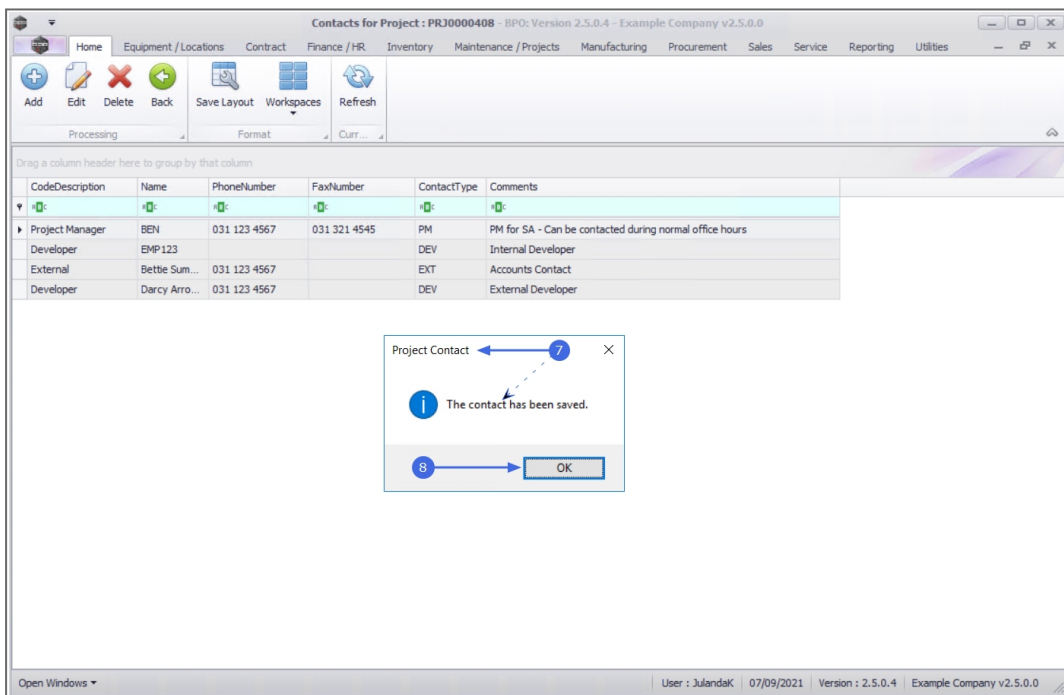 Contacts for Project : PRJ0000408 - BPO: Version 2.5.0.4 - Example Company v2.5.0.0
Home Equipment / Locations Contract Finance / HR Inventory Maintenance / Projects Manufacturing Procurement Sales Service Reporting Utilities
Add Edit Delete Back Save Layout Workspaces Refresh
Processing Format Curr...
Drag a column header here to group by that column
CodeDescription Name PhoneNumber FaxNumber ContactType Comments
Project Manager BEN 031 123 4567 031 321 4545 PM PM for SA - Can be contacted during normal office hours
Developer EMP123 DEV Internal Developer
External Bettie Sum... 031 123 4567 EXT Accounts Contact
Developer Darcy Arro... 031 123 4567 DEV External Developer
Project Contact 7
The contact has been saved.
8 OK
Open Windows User : JulandaK 07/09/2021 Version : 2.5.0.4 Example Company v2.5.0.0